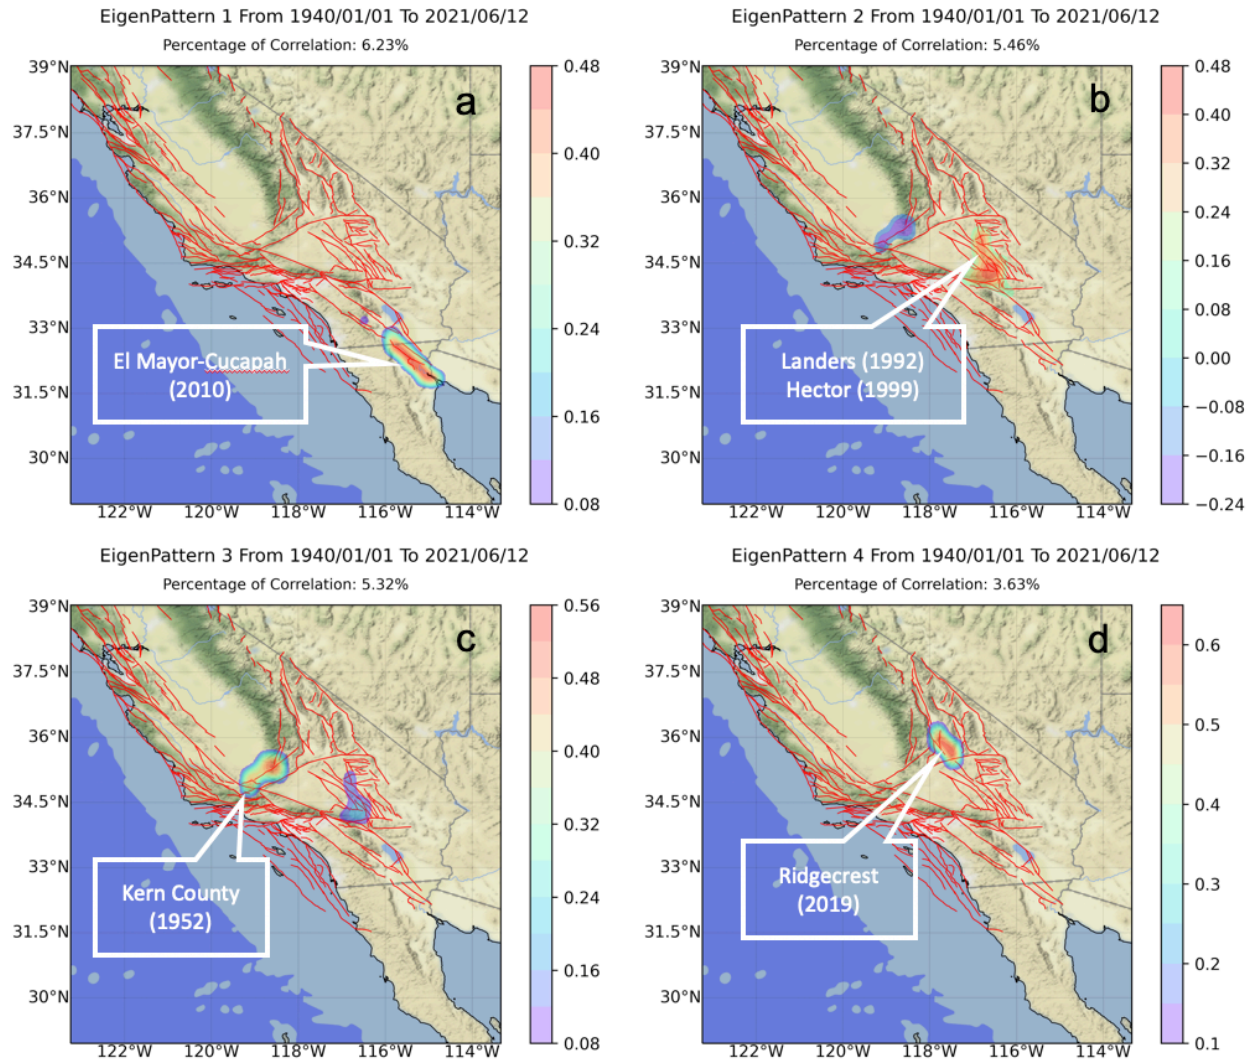 EigenPattern 1 From 1940/01/01 To 2021/06/12
Percentage of Correlation: 6.23%
a
39°N
37.5°N
36°N
34.5°N
33°N
31.5°N
30°N
122°W 120°W 118°W 116°W 114°W
0.48
0.40
0.32
0.24
0.16
0.08
El Mayor-Cucapah
(2010)
EigenPattern 2 From 1940/01/01 To 2021/06/12
Percentage of Correlation: 5.46%
b
39°N
37.5°N
36°N
34.5°N
33°N
31.5°N
30°N
122°W 120°W 118°W 116°W 114°W
0.48
0.40
0.32
0.24
0.16
0.08
0.00
−0.08
−0.16
−0.24
Landers (1992)
Hector (1999)
EigenPattern 3 From 1940/01/01 To 2021/06/12
Percentage of Correlation: 5.32%
c
39°N
37.5°N
36°N
34.5°N
33°N
31.5°N
30°N
122°W 120°W 118°W 116°W 114°W
0.56
0.48
0.40
0.32
0.24
0.16
0.08
Kern County
(1952)
EigenPattern 4 From 1940/01/01 To 2021/06/12
Percentage of Correlation: 3.63%
d
39°N
37.5°N
36°N
34.5°N
33°N
31.5°N
30°N
122°W 120°W 118°W 116°W 114°W
0.6
0.5
0.4
0.3
0.2
0.1
Ridgecrest
(2019)